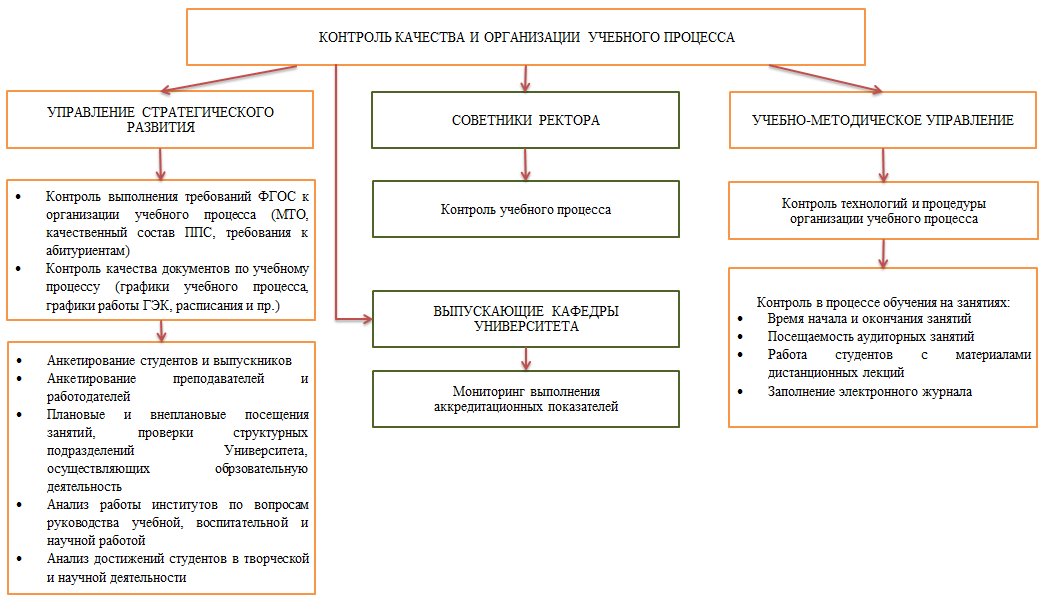 КОНТРОЛЬ КАЧЕСТВА И ОРГАНИЗАЦИИ УЧЕБНОГО ПРОЦЕССА
УПРАВЛЕНИЕ СТРАТЕГИЧЕСКОГО
РАЗВИТИЯ
• Контроль выполнения требований ФГОС к
организации учебного процесса (МТО,
качественный состав ППС, требования к
абитуриентам)
• Контроль качества документов по учебному
процессу (графики учебного процесса,
графики работы ГЭК, расписания и пр.)
• Анкетирование студентов и выпускников
• Анкетирование преподавателей и
работодателей
• Плановые и внеплановые посещения
занятий, проверки структурных
подразделений Университета,
осуществляющих обрзовательную
деятельность
• Анализ работы институтов по вопросам
руководства учебной, воспитательной и
научной работой
• Анализ достижений студентов в творческой
и научной деятельности
СОВЕТНИКИ РЕКТОРА
Контроль учебного процесса
ВЫПУСКАЮЩИЕ КАФЕДРЫ
УНИВЕРСИТЕТА
Мониторинг выполнения
аккредитационных показателей
УЧЕБНО-МЕТОДИЧЕСКОЕ УПРАВЛЕНИЕ
Контроль технологий и процедуры
организации учебного процесса
Контроль в процессе обучения на занятиях:
• Время начала и окончания занятий
• Посещаемость аудиторных занятий
• Работа студентов с материалами
дистанционных лекций
• Заполнение электронного журнала